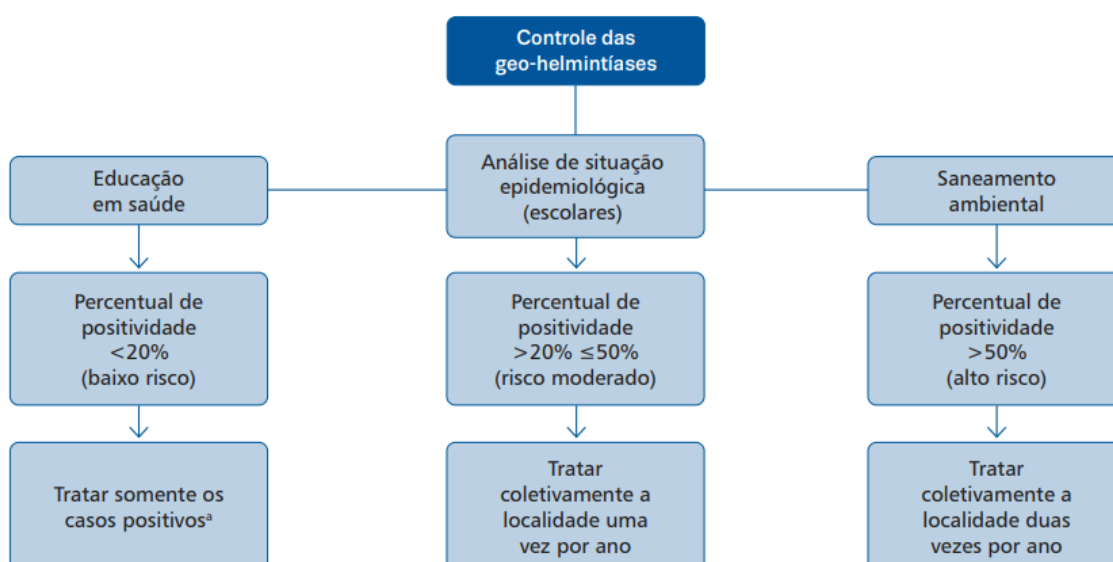 Controle das
geo-helmintíases
Educação
em saúde
Análise de situação
epidemiológica
(escolares)
Saneamento
ambiental
Percentual de
positividade
<20%
(baixo risco)
Percentual de
positividade
>20% ≤50%
(risco moderado)
Percentual de
positividade
>50%
(alto risco)
Tratar somente os
casos positivosᵃ
Tratar
coletivamente a
localidade uma
vez por ano
Tratar
coletivamente a
localidade duas
vezes por ano